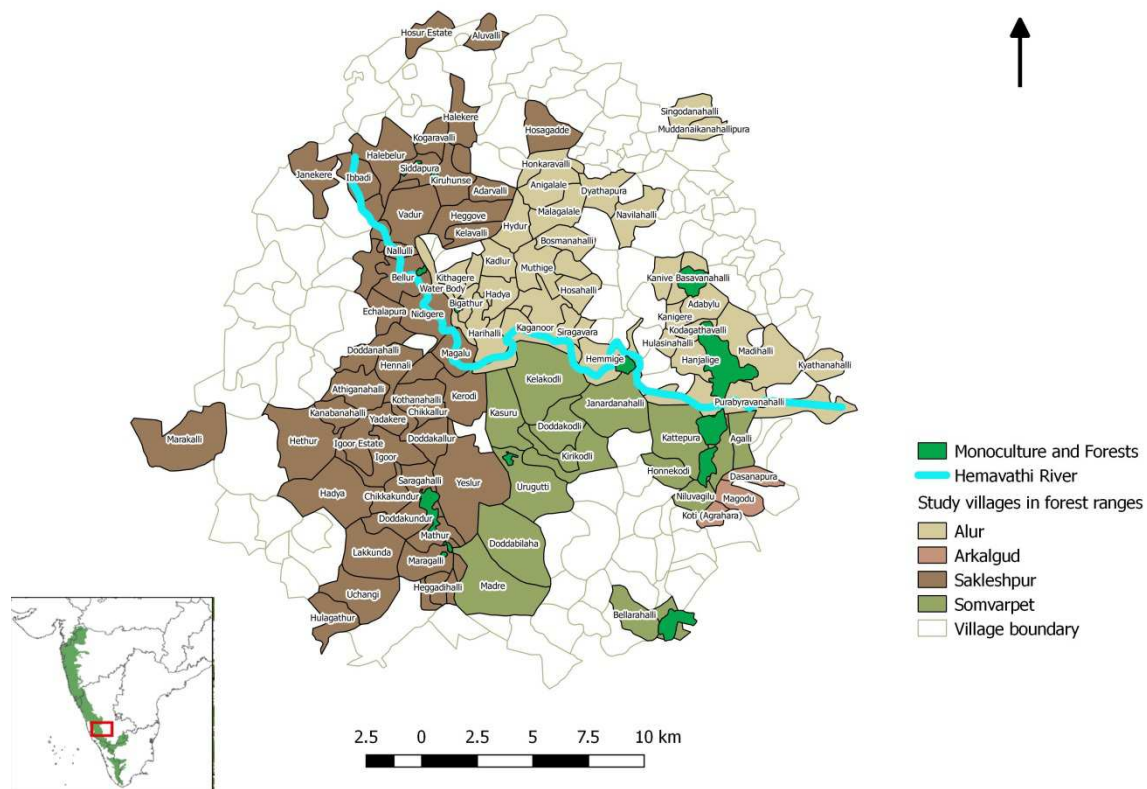 Hosur Estate
Aluvalli
Halekere
Kogaravalli
Hosagadde
Singodanahalli
Muddanaikanahallipura
Halebelur
Siddapura
Kiruhunse
Honkaravalli
Janekere
Ibbadi
Adarvalli
Anigalale
Dyathapura
Vadur
Heggove
Malagalale
Navilahalli
Kelavalli
Hydur
Bosmanahalli
Nallulli
Kadlur
Muthige
Bellur
Kithagere
Kanive Basavanahalli
Water Body
Bigathur
Hadya
Hosahalli
Adabylu
Echalapura
Nidigere
Kanigere
Harihalli
Kaganoor
Siragavara
Kodagathavalli
Hulasinahalli
Doddanahalli
Magalu
Hemmige
Hanjalige
Madihalli
Hennali
Kyathanahalli
Athiganahalli
Kelakodli
Kothanahalli
Kerodi
Kasuru
Janardanahalli
Purabyravanahalli
Kanabanahalli
Chikkallur
Yadakere
Doddakodli
Marakalli
Hethur
Igoor Estate
Doddakallur
Kattepura
Agalli
Igoor
Kirikodli
Honnekodi
Saragahalli
Yeslur
Urugutti
Dasanapura
Hadya
Chikkakundur
Niluvagilu
Magodu
Doddakundur
Koti (Agrahara)
Mathur
Doddabilaha
Lakkunda
Maragalli
Uchangi
Heggadihalli
Madre
Hulagathur
Bellarahalli
Monoculture and Forests
Hemavathi River
Study villages in forest ranges
Alur
Arkalgud
Sakleshpur
Somvarpet
Village boundary
2.5 0 2.5 5 7.5 10 km